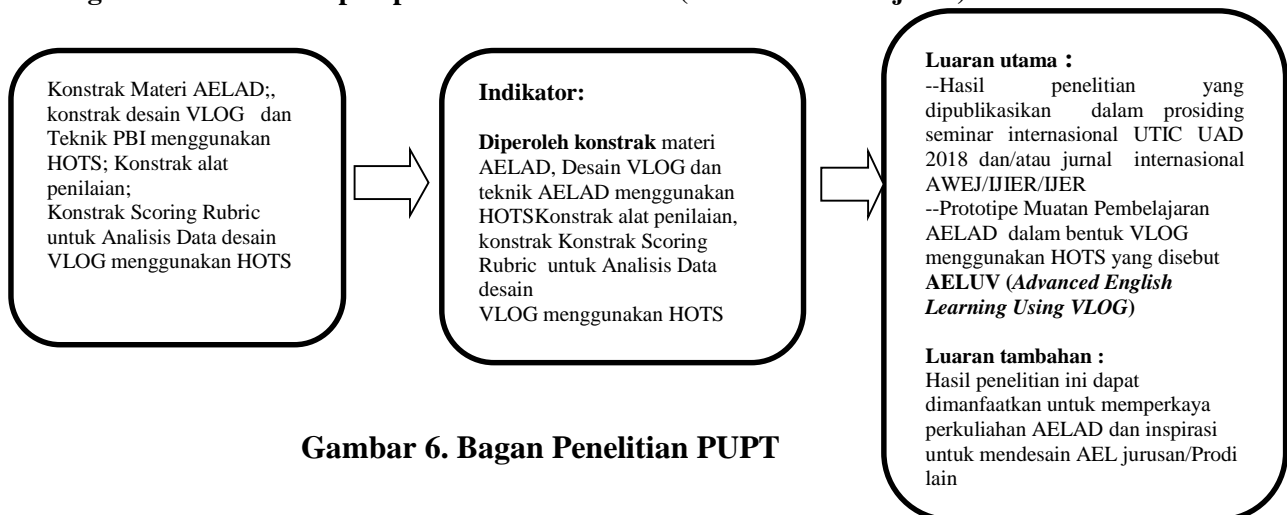 Konstrak Materi AELAD;,
konstrak desain VLOG dan
Teknik PBI menggunakan
HOTS; Konstrak alat
penilaian;
Konstrak Scoring Rubric
untuk Analisis Data desain
VLOG menggunakan HOTS
Indikator:
Diperoleh konstrak materi
AELAD, Desain VLOG dan
teknik AELAD menggunakan
HOTSKonstrak alat penilaian,
konstrak Konstrak Scoring
Rubric untuk Analisis Data
desain
VLOG menggunakan HOTS
Luaran utama :
--Hasil penelitian yang
dipublikasikan dalam prosiding
seminar internasional UTIC UAD
2018 dan/atau jurnal internasional
AWEJ/IJIER/IJER
--Prototipe Muatan Pembelajaran
AELAD dalam bentuk VLOG
menggunakan HOTS yang disebut
AELUV (Advanced English
Learning Using VLOG)
Luaran tambahan :
Hasil penelitian ini dapat
dimanfaatkan untuk memperkaya
perkuliahan AELAD dan inspirasi
untuk mendesain AEL jurusan/Prodi
lain
Gambar 6. Bagan Penelitian PUPT